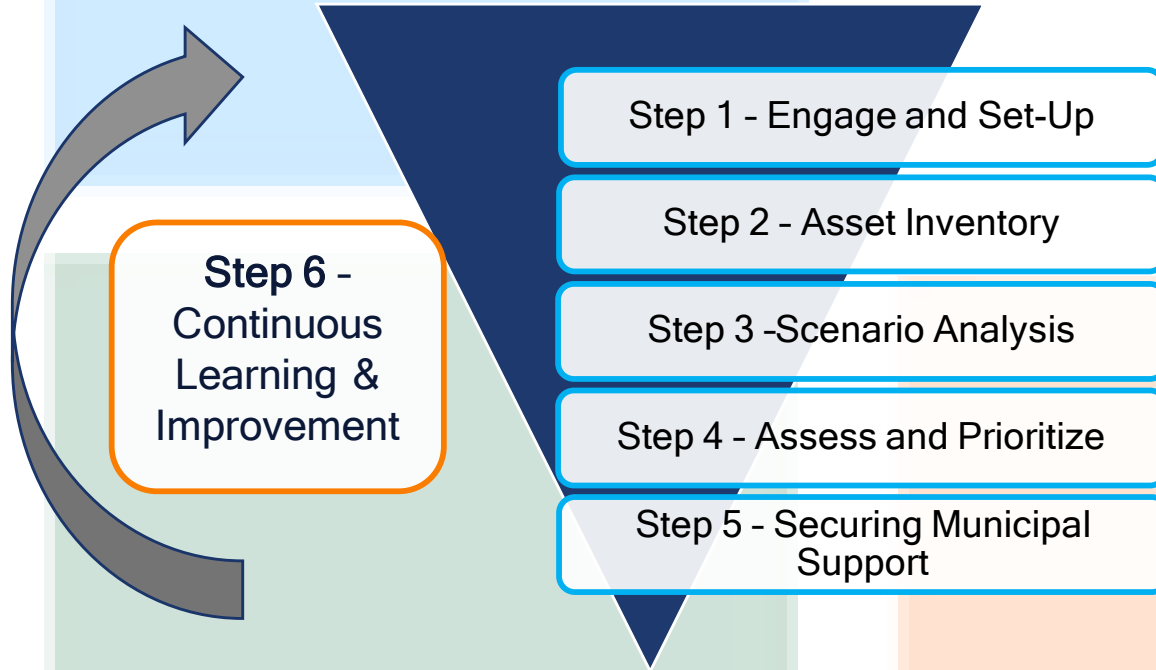 Step 1 - Engage and Set-Up
Step 2 - Asset Inventory
Step 3 -Scenario Analysis
Step 4 - Assess and Prioritize
Step 5 - Securing Municipal
Support
Step 6 -
Continuous
Learning &
Improvement